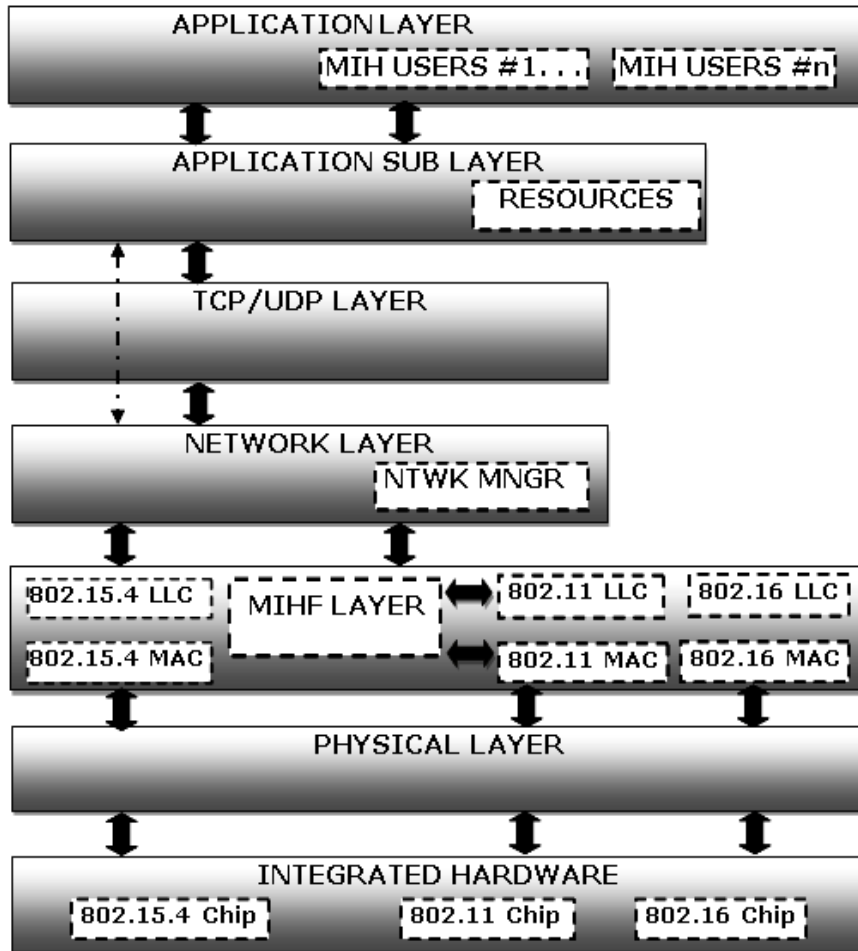 APPLICATION LAYER
MIH USERS #1... MIH USERS #n
APPLICATION SUB LAYER
RESOURCES
TCP/UDP LAYER
NETWORK LAYER
NTWK MNGR
802.15.4 LLC MIHF LAYER 802.11 LLC 802.16 LLC
802.15.4 MAC 802.11 MAC 802.16 MAC
PHYSICAL LAYER
INTEGRATED HARDWARE
802.15.4 Chip 802.11 Chip 802.16 Chip